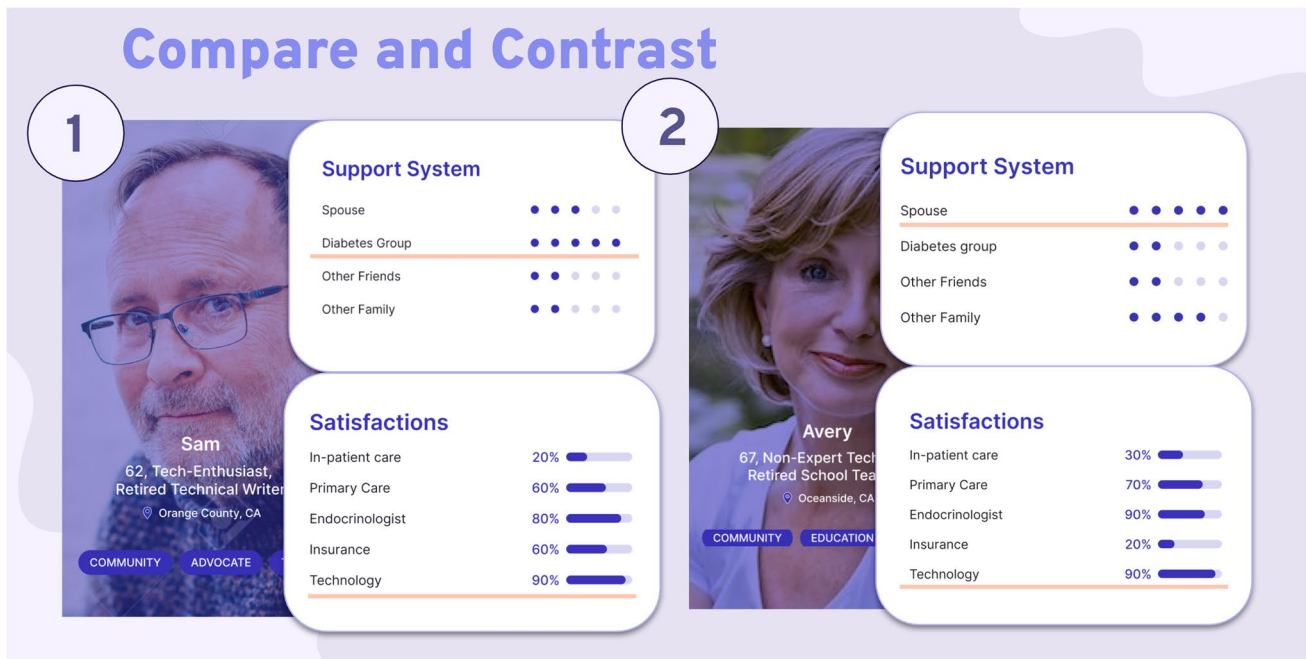 Compare and Contrast
1
Support System
Spouse
Diabetes Group
Other Friends
Other Family
Sam
62, Tech-Enthusiast,
Retired Technical Writer
Orange County, CA
COMMUNITY ADVOCATE
Satisfactions
In-patient care 20%
Primary Care 60%
Endocrinologist 80%
Insurance 60%
Technology 90%
2
Support System
Spouse
Diabetes group
Other Friends
Other Family
Avery
67, Non-Expert Tech
Retired School Tea
Oceanside, CA
COMMUNITY EDUCATION
Satisfactions
In-patient care 30%
Primary Care 70%
Endocrinologist 90%
Insurance 20%
Technology 90%